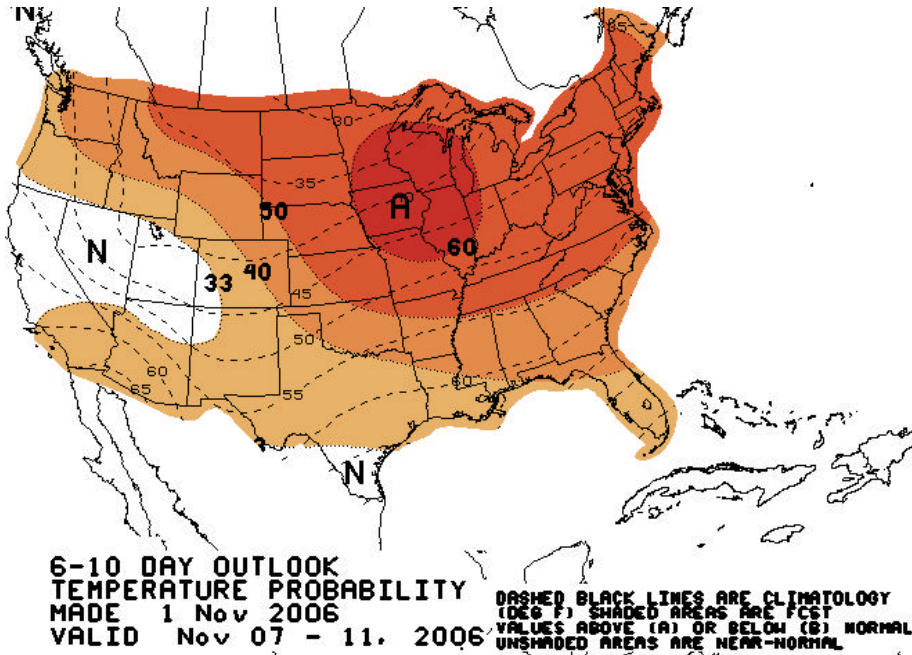 N
35
30
35
50
A
60
N
33
40
45
50
60
65
55
60
N
6-10 DAY OUTLOOK
TEMPERATURE PROBABILITY
MADE 1 Nov 2006
VALID Nov 07 - 11, 2006
DASHED BLACK LINES ARE CLIMATOLOGY
(DEG F) SHADED AREAS ARE FCST
VALUES ABOVE (A) OR BELOW (B) NORMAL
UNSHADED AREAS ARE NEAR-NORMAL